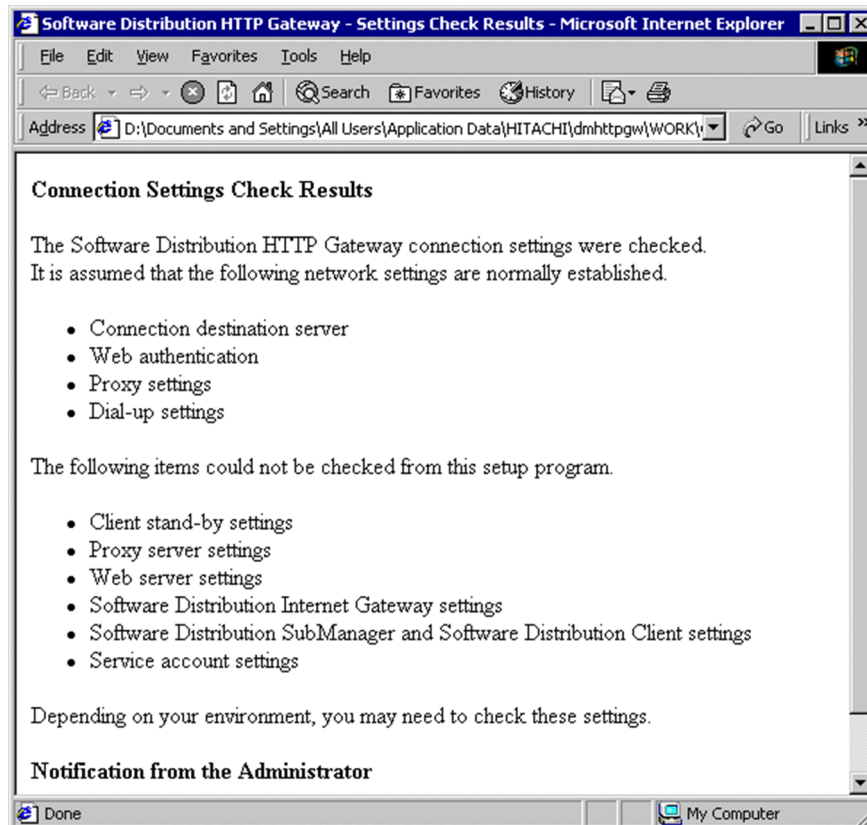 Software Distribution HTTP Gateway - Settings Check Results - Microsoft Internet Explorer
File Edit View Favorites Tools Help
Back Search Favorites History
Address D:\Documents and Settings\All Users\Application Data\HITACHI\dmhttpgw\WORK\ Go Links »
Connection Settings Check Results
The Software Distribution HTTP Gateway connection settings were checked.
It is assumed that the following network settings are normally established.
• Connection destination server
• Web authentication
• Proxy settings
• Dial-up settings
The following items could not be checked from this setup program.
• Client stand-by settings
• Proxy server settings
• Web server settings
• Software Distribution Internet Gateway settings
• Software Distribution SubManager and Software Distribution Client settings
• Service account settings
Depending on your environment, you may need to check these settings.
Notification from the Administrator
Done My Computer